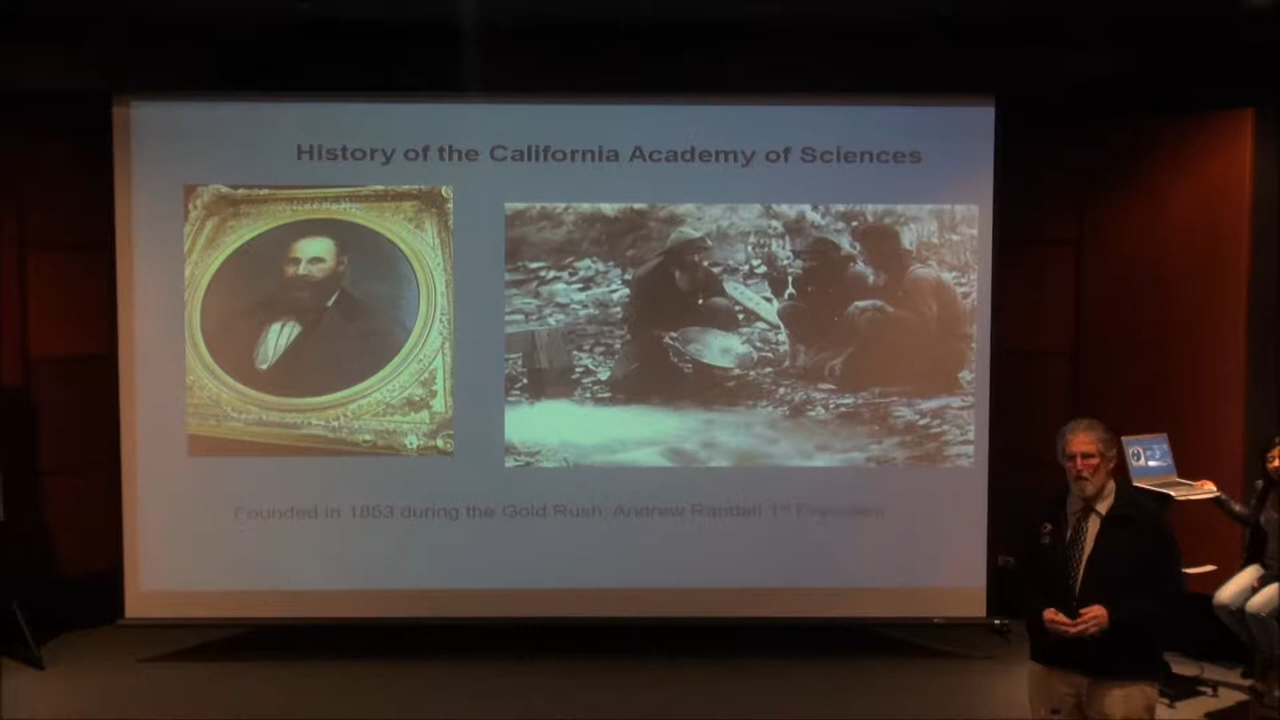 History of the California Academy of Sciences
Founded in 1853 during the Gold Rush; Andrew Randall 1st President